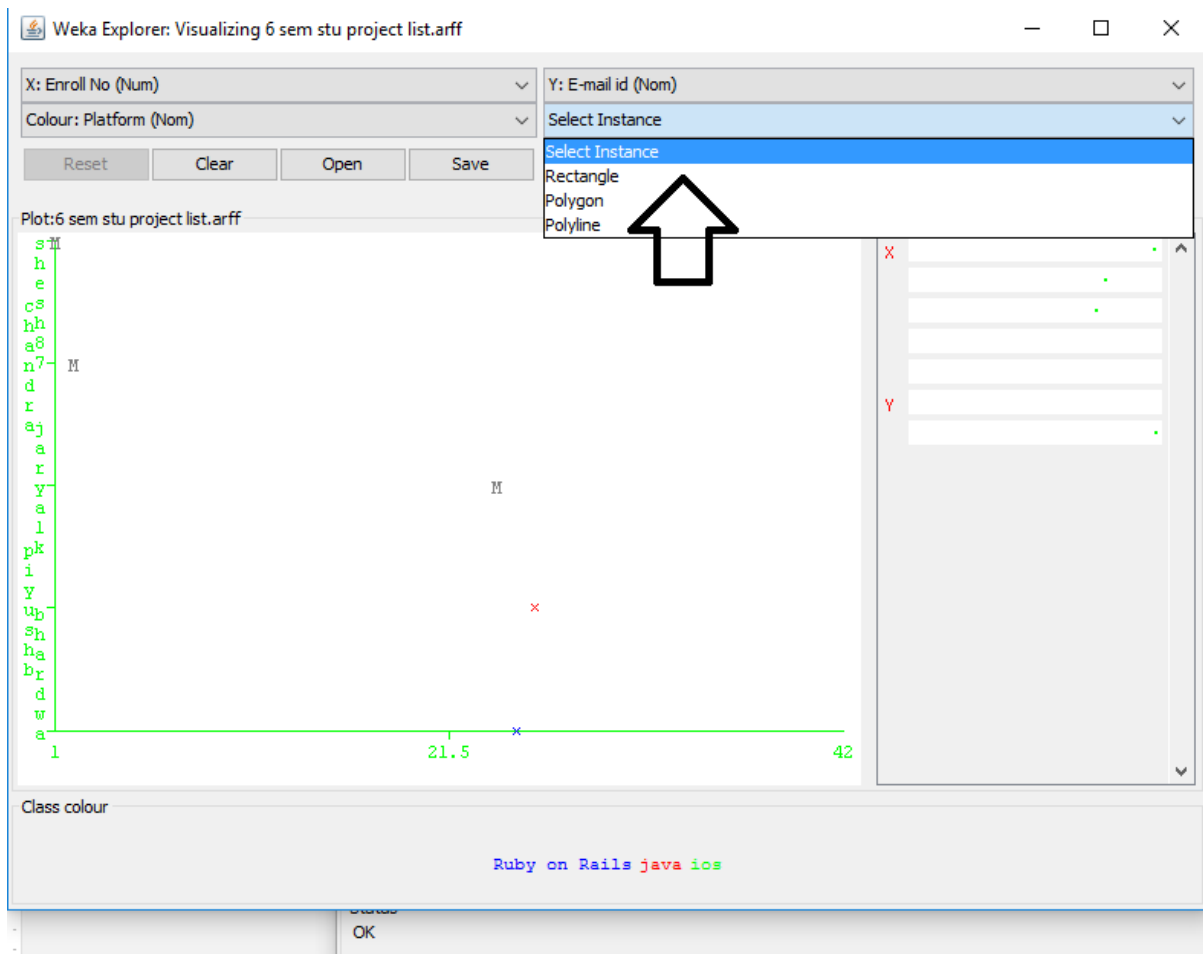 Weka Explorer: Visualizing 6 sem stu project list.arff
X: Enroll No (Num)
Y: E-mail id (Nom)
Colour: Platform (Nom)
Select Instance
Select Instance
Rectangle
Polygon
Polyline
Reset
Clear
Open
Save
Plot:6 sem stu project list.arff
M
M
M
X
Y
1
21.5
42
Class colour
Ruby on Rails java ios
OK